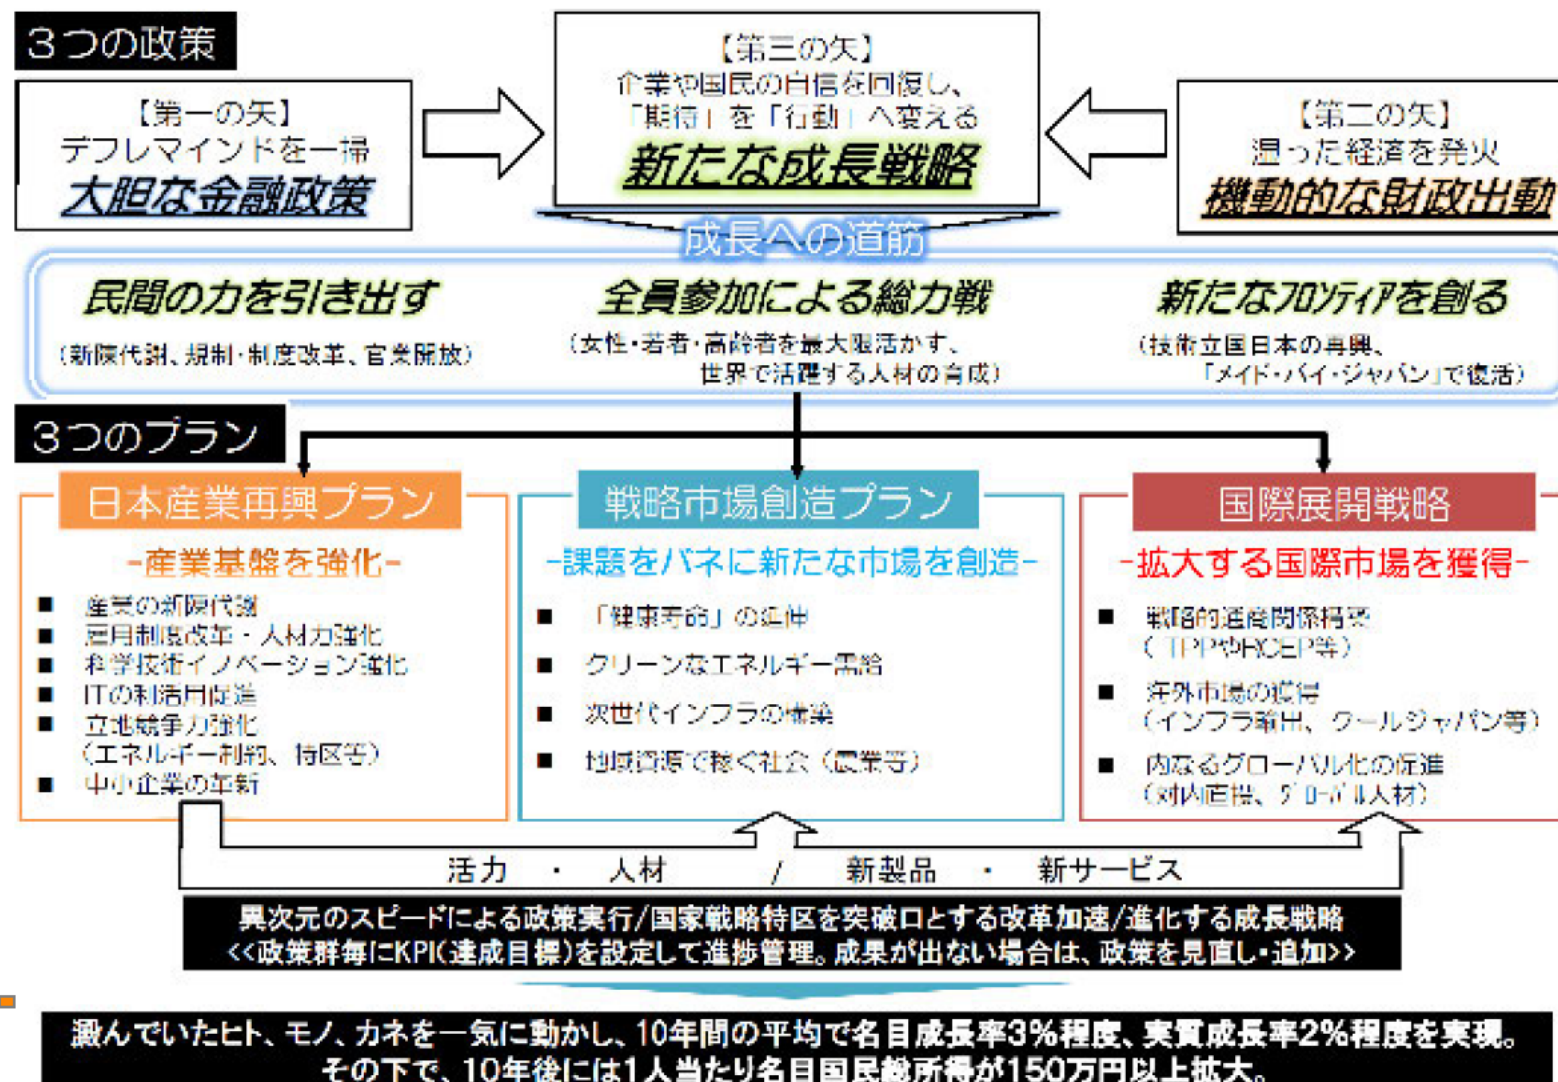 3つの政策
【第一の矢】
デフレマインドを一掃
大胆な金融政策
【第三の矢】
企業や国民の自信を回復し、
「期待」を「行動」へ変える
新たな成長戦略
【第二の矢】
湿った経済を発火
機動的な財政出動
成長への道筋
民間の力を引き出す
(新陳代謝、規制・制度改革、官業開放)
全員参加による総力戦
(女性・若者・高齢者を最大限活かす、
世界で活躍する人材の育成)
新たなフロンティアを創る
(技術立国日本の再興、
「メイド・バイ・ジャパン」で復活)
3つのプラン
日本産業再興プラン
-産業基盤を強化-
■ 産業の新陳代謝
■ 雇用制度改革・人材力強化
■ 科学技術イノベーション強化
■ ITの利活用促進
■ 立地競争力強化
(エネルギー制約、特区等)
■ 中小企業の革新
戦略市場創造プラン
-課題をバネに新たな市場を創造-
■ 「健康寿命」の延伸
■ クリーンなエネルギー需給
■ 次世代インフラの構築
■ 地域資源で稼ぐ社会(農業等)
国際展開戦略
-拡大する国際市場を獲得-
■ 戦略的通商関係構築
(TPPやRCEP等)
■ 海外市場の獲得
(インフラ輸出、クールジャパン等)
■ 内なるグローバル化の促進
(対内直投、グローバル人材)
活力 ・ 人材 / 新製品 ・ 新サービス
異次元のスピードによる政策実行/国家戦略特区を突破口とする改革加速/進化する成長戦略
<<政策群毎にKPI(達成目標)を設定して進捗管理。成果が出ない場合は、政策を見直し・追加>>
澱んでいたヒト、モノ、カネを一気に動かし、10年間の平均で名目成長率3%程度、実質成長率2%程度を実現。
その下で、10年後には1人当たり名目国民総所得が150万円以上拡大。